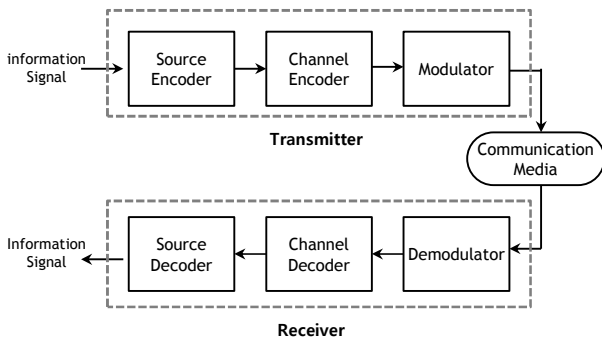 information
Signal
Source
Encoder
Channel
Encoder
Modulator
Transmitter
Communication
Media
Information
Signal
Source
Decoder
Channel
Decoder
Demodulator
Receiver